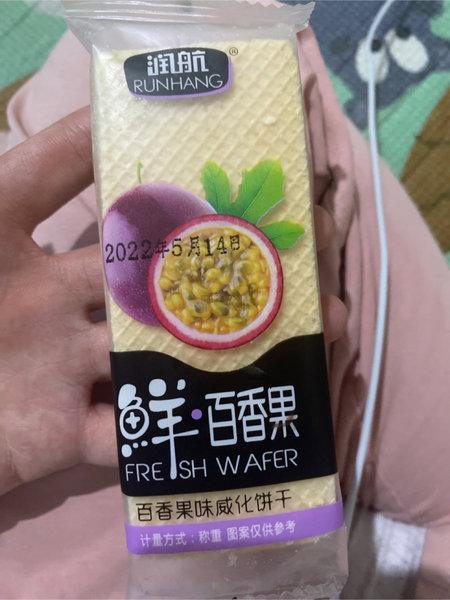 润航®
RUNHANG
2022年5月14日
鲜·百香果
FRESH WAFER
百香果味威化饼干
计量方式：称重 图案仅供参考